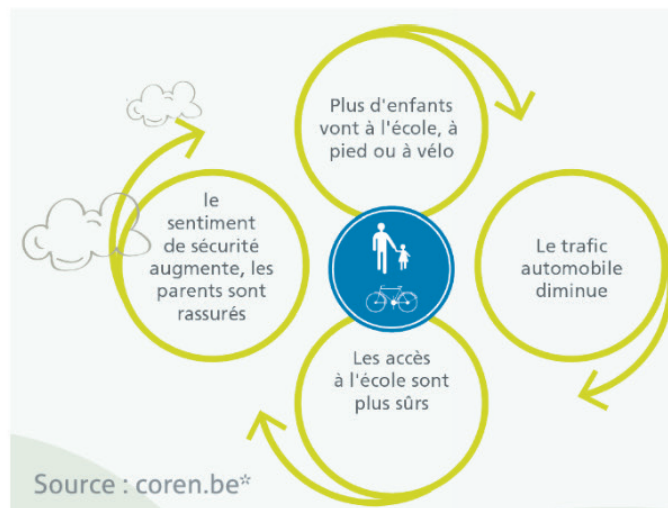 Plus d'enfants
vont à l'école, à
pied ou à vélo
Le trafic
automobile
diminue
Les accès
à l'école sont
plus sûrs
le
sentiment
de sécurité
augmente, les
parents sont
rassurés
Source : coren.be*